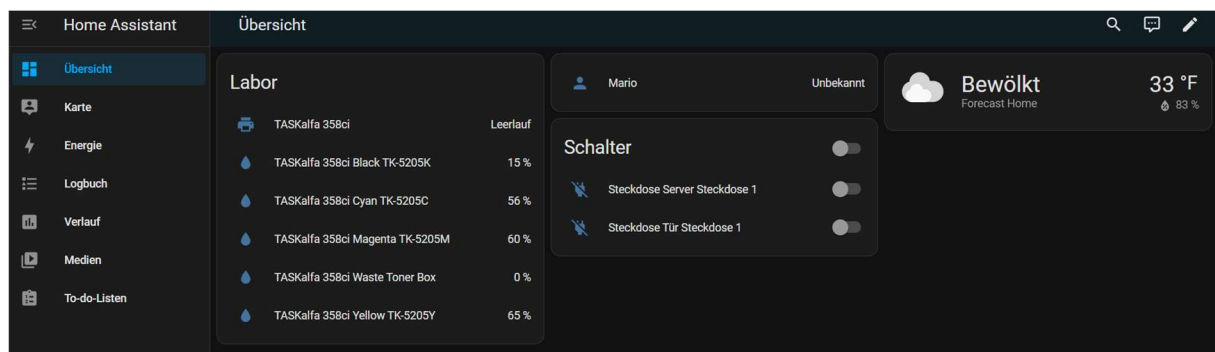 Home Assistant
Übersicht
Karte
Energie
Logbuch
Verlauf
Medien
To-do-Listen
Übersicht
Labor
TASKalfa 358ci Leerlauf
TASKalfa 358ci Black TK-5205K 15 %
TASKalfa 358ci Cyan TK-5205C 56 %
TASKalfa 358ci Magenta TK-5205M 60 %
TASKalfa 358ci Waste Toner Box 0 %
TASKalfa 358ci Yellow TK-5205Y 65 %
Mario Unbekannt
Schalter
Steckdose Server Steckdose 1
Steckdose Tür Steckdose 1
Bewölkt 33 °F
Forecast Home 83 %